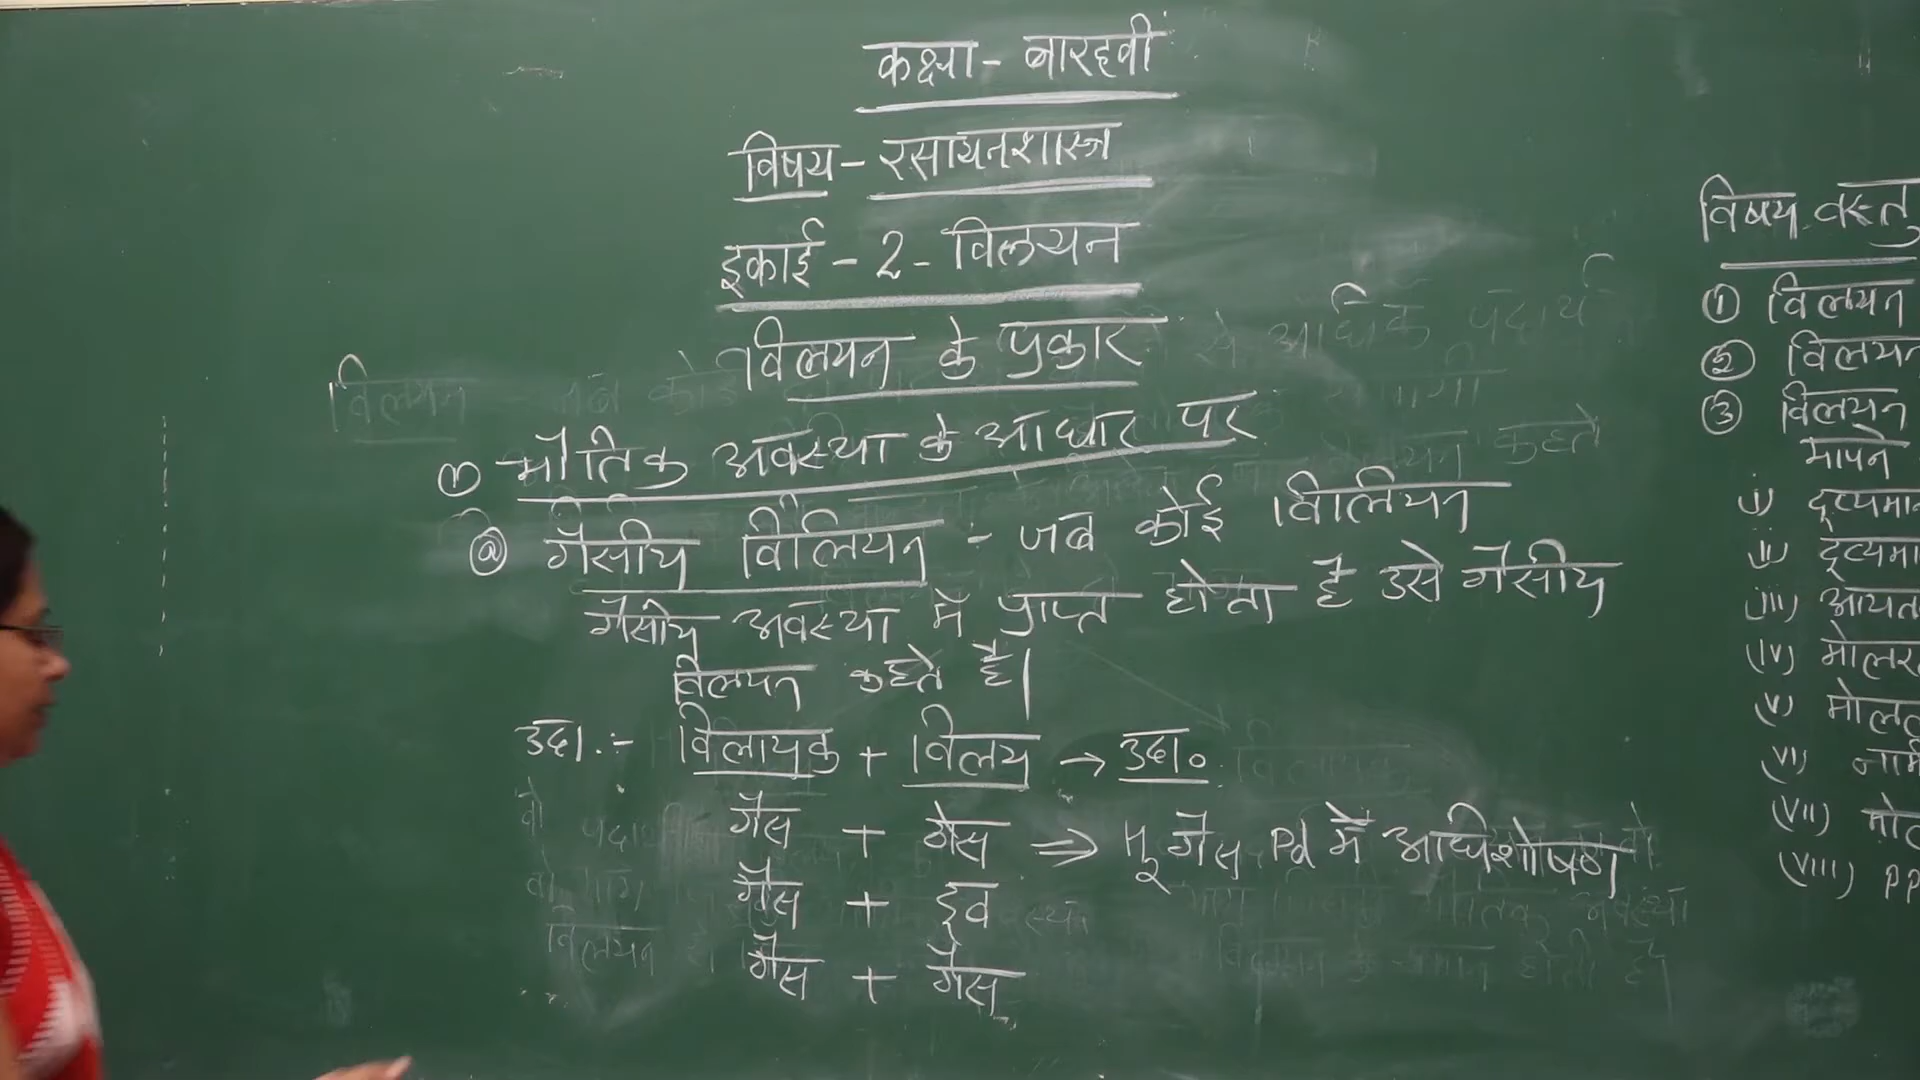 कक्षा - बारहवीं
विषय - रसायनशास्त्र
इकाई - 2 - विलयन
विलयन के प्रकार
① भौतिक अवस्था के आधार पर
ⓐ गैसीय विलियन :- जब कोई विलियन
गैसीय अवस्था में प्राप्त होता है उसे गैसीय
विलयन कहते है।
उदा. :- विलायक + विलय → उदा०
गैस + गैस ⇒ H₂ गैस Pd में अधिशोषण
गैस + द्रव
गैस + गैस
विषय वस्तु
① विलयन
② विलयन
③ विलयन
मापने
(i) द्रव्यमान
(ii) द्रव्यमा
(iii) आयत
(iv) मोलर
(v) मोलल
(VI)
(VII) मोल
(VIII) PP